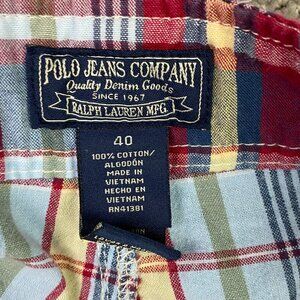 POLO JEANS COMPANY
Quality Denim Goods
SINCE 1967
RALPH LAUREN MFG.
40
100% COTTON/
ALGODÓN
MADE IN
VIETNAM
HECHO EN
VIETNAM
RN41381